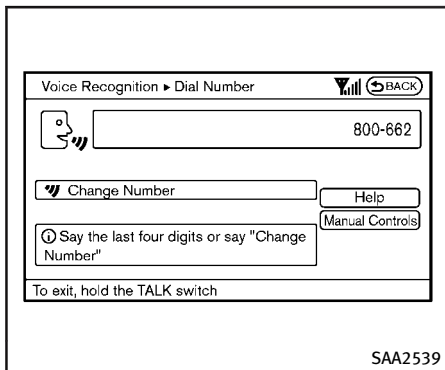 Voice Recognition ▸ Dial Number
BACK
800-662
Change Number
Help
Manual Controls
Say the last four digits or say "Change
Number"
To exit, hold the TALK switch
SAA2539